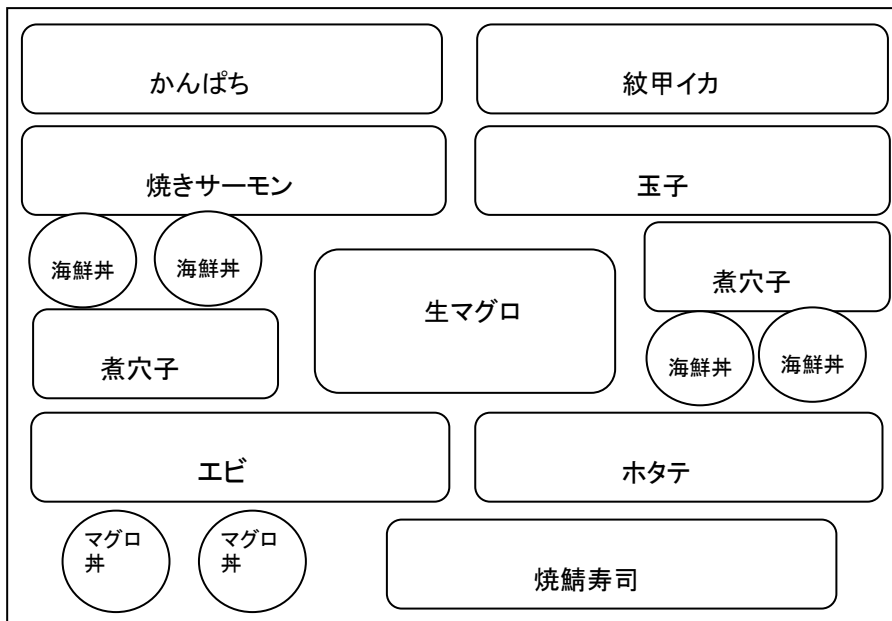 かんぱち
紋甲イカ
焼きサーモン
玉子
海鮮丼
海鮮丼
生マグロ
煮穴子
煮穴子
海鮮丼
海鮮丼
エビ
ホタテ
マグロ
丼
マグロ
丼
焼鯖寿司